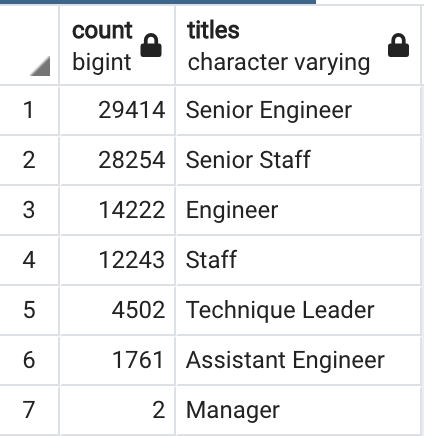 count titles
bigint character varying
1 29414 Senior Engineer
2 28254 Senior Staff
3 14222 Engineer
4 12243 Staff
5 4502 Technique Leader
6 1761 Assistant Engineer
7 2 Manager